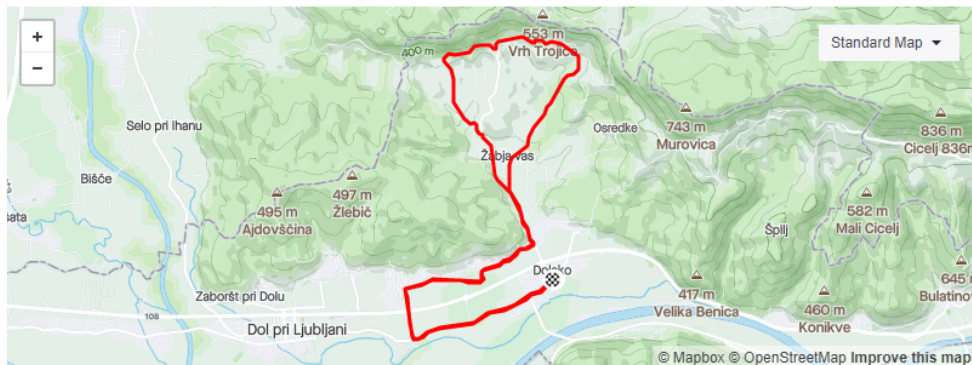 +
−
553 m
Vrh Trojice
Standard Map
400 m
Selo pri Ihanu
Osredke
743 m
Murovica
836 m
Cicelj 836m
Žabja vas
Bišče
497 m
Žlebič
495 m
Ajdovščina
582 m
Mali Cicelj
Špilj
Dolsko
645
417 m
Velika Benica
460 m
Konikve
Zaboršt pri Dolu
108
Dol pri Ljubljani
© Mapbox © OpenStreetMap Improve this map